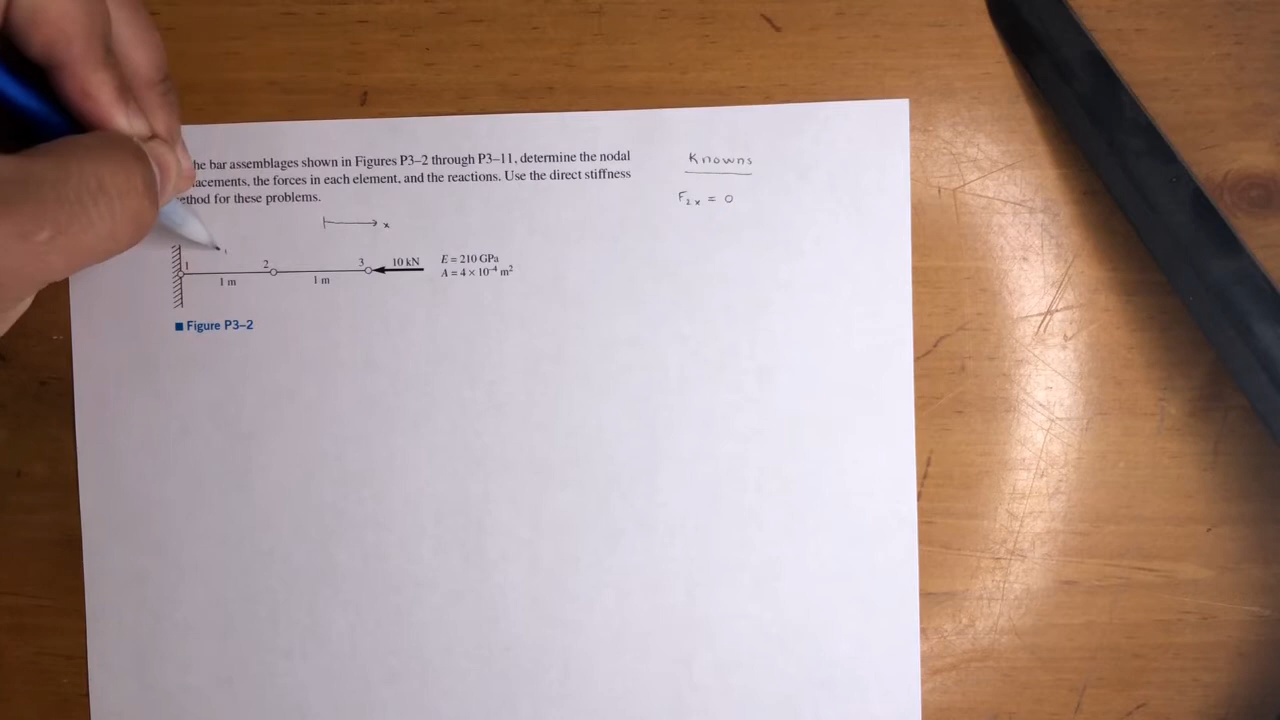 he bar assemblages shown in Figures P3–2 through P3–11, determine the nodal
acements, the forces in each element, and the reactions. Use the direct stiffness
ethod for these problems.
Knowns
F2x = 0
x
1
2
3
10 kN
E = 210 GPa
A = 4 × 10⁻⁴ m²
1 m
1 m
■ Figure P3–2